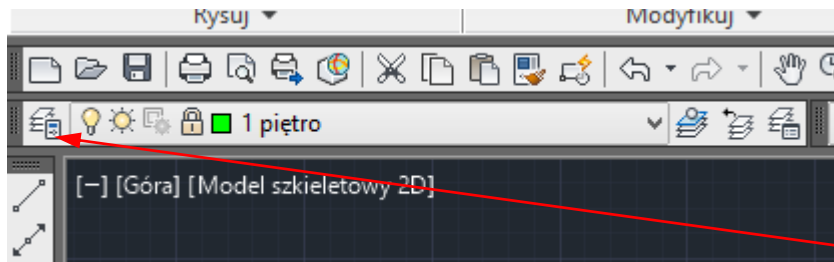 Rysuj Modyfikuj
1 piętro
[−] [Góra] [Model szkieletowy 2D]